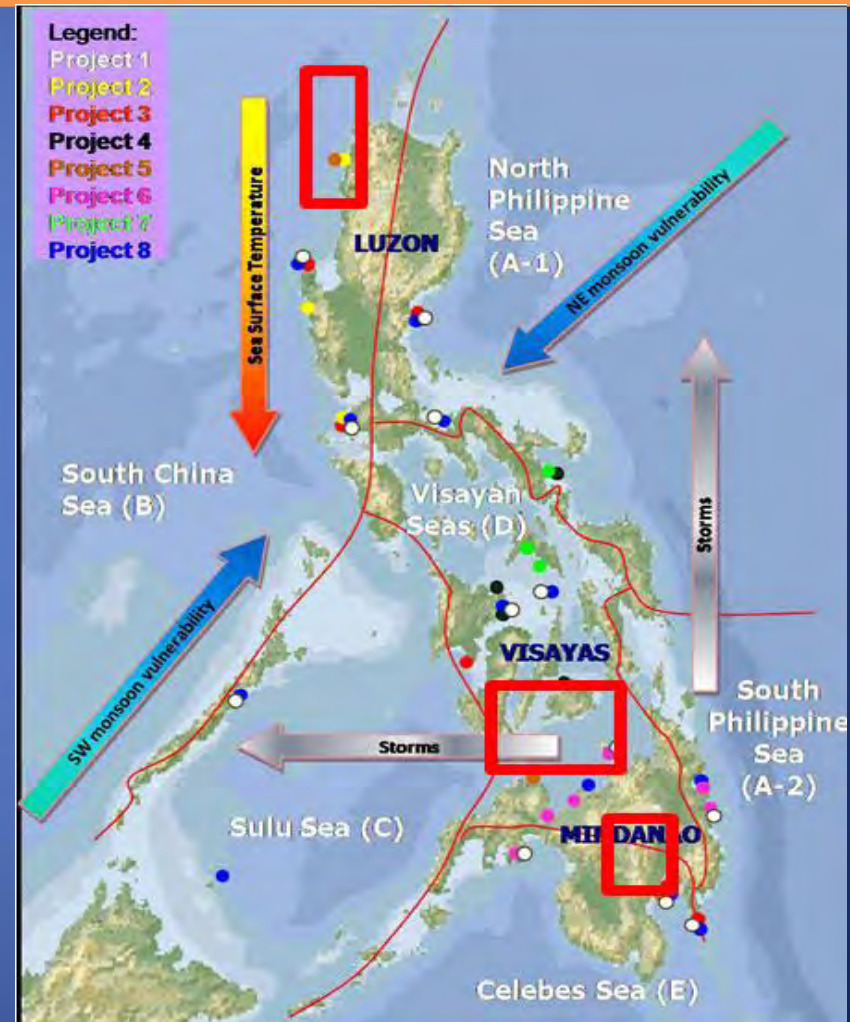 Legend:
Project 1
Project 2
Project 3
Project 4
Project 5
Project 6
Project 7
Project 8
Sea Surface Temperature
LUZON
North
Philippine
Sea
(A-1)
NE monsoon vulnerability
South China
Sea (B)
Visayan
Seas (D)
Storms
SW monsoon vulnerability
VISAYAS
Storms
South
Philippine
Sea
(A-2)
Sulu Sea (C)
MINDANAO
Celebes Sea (E)